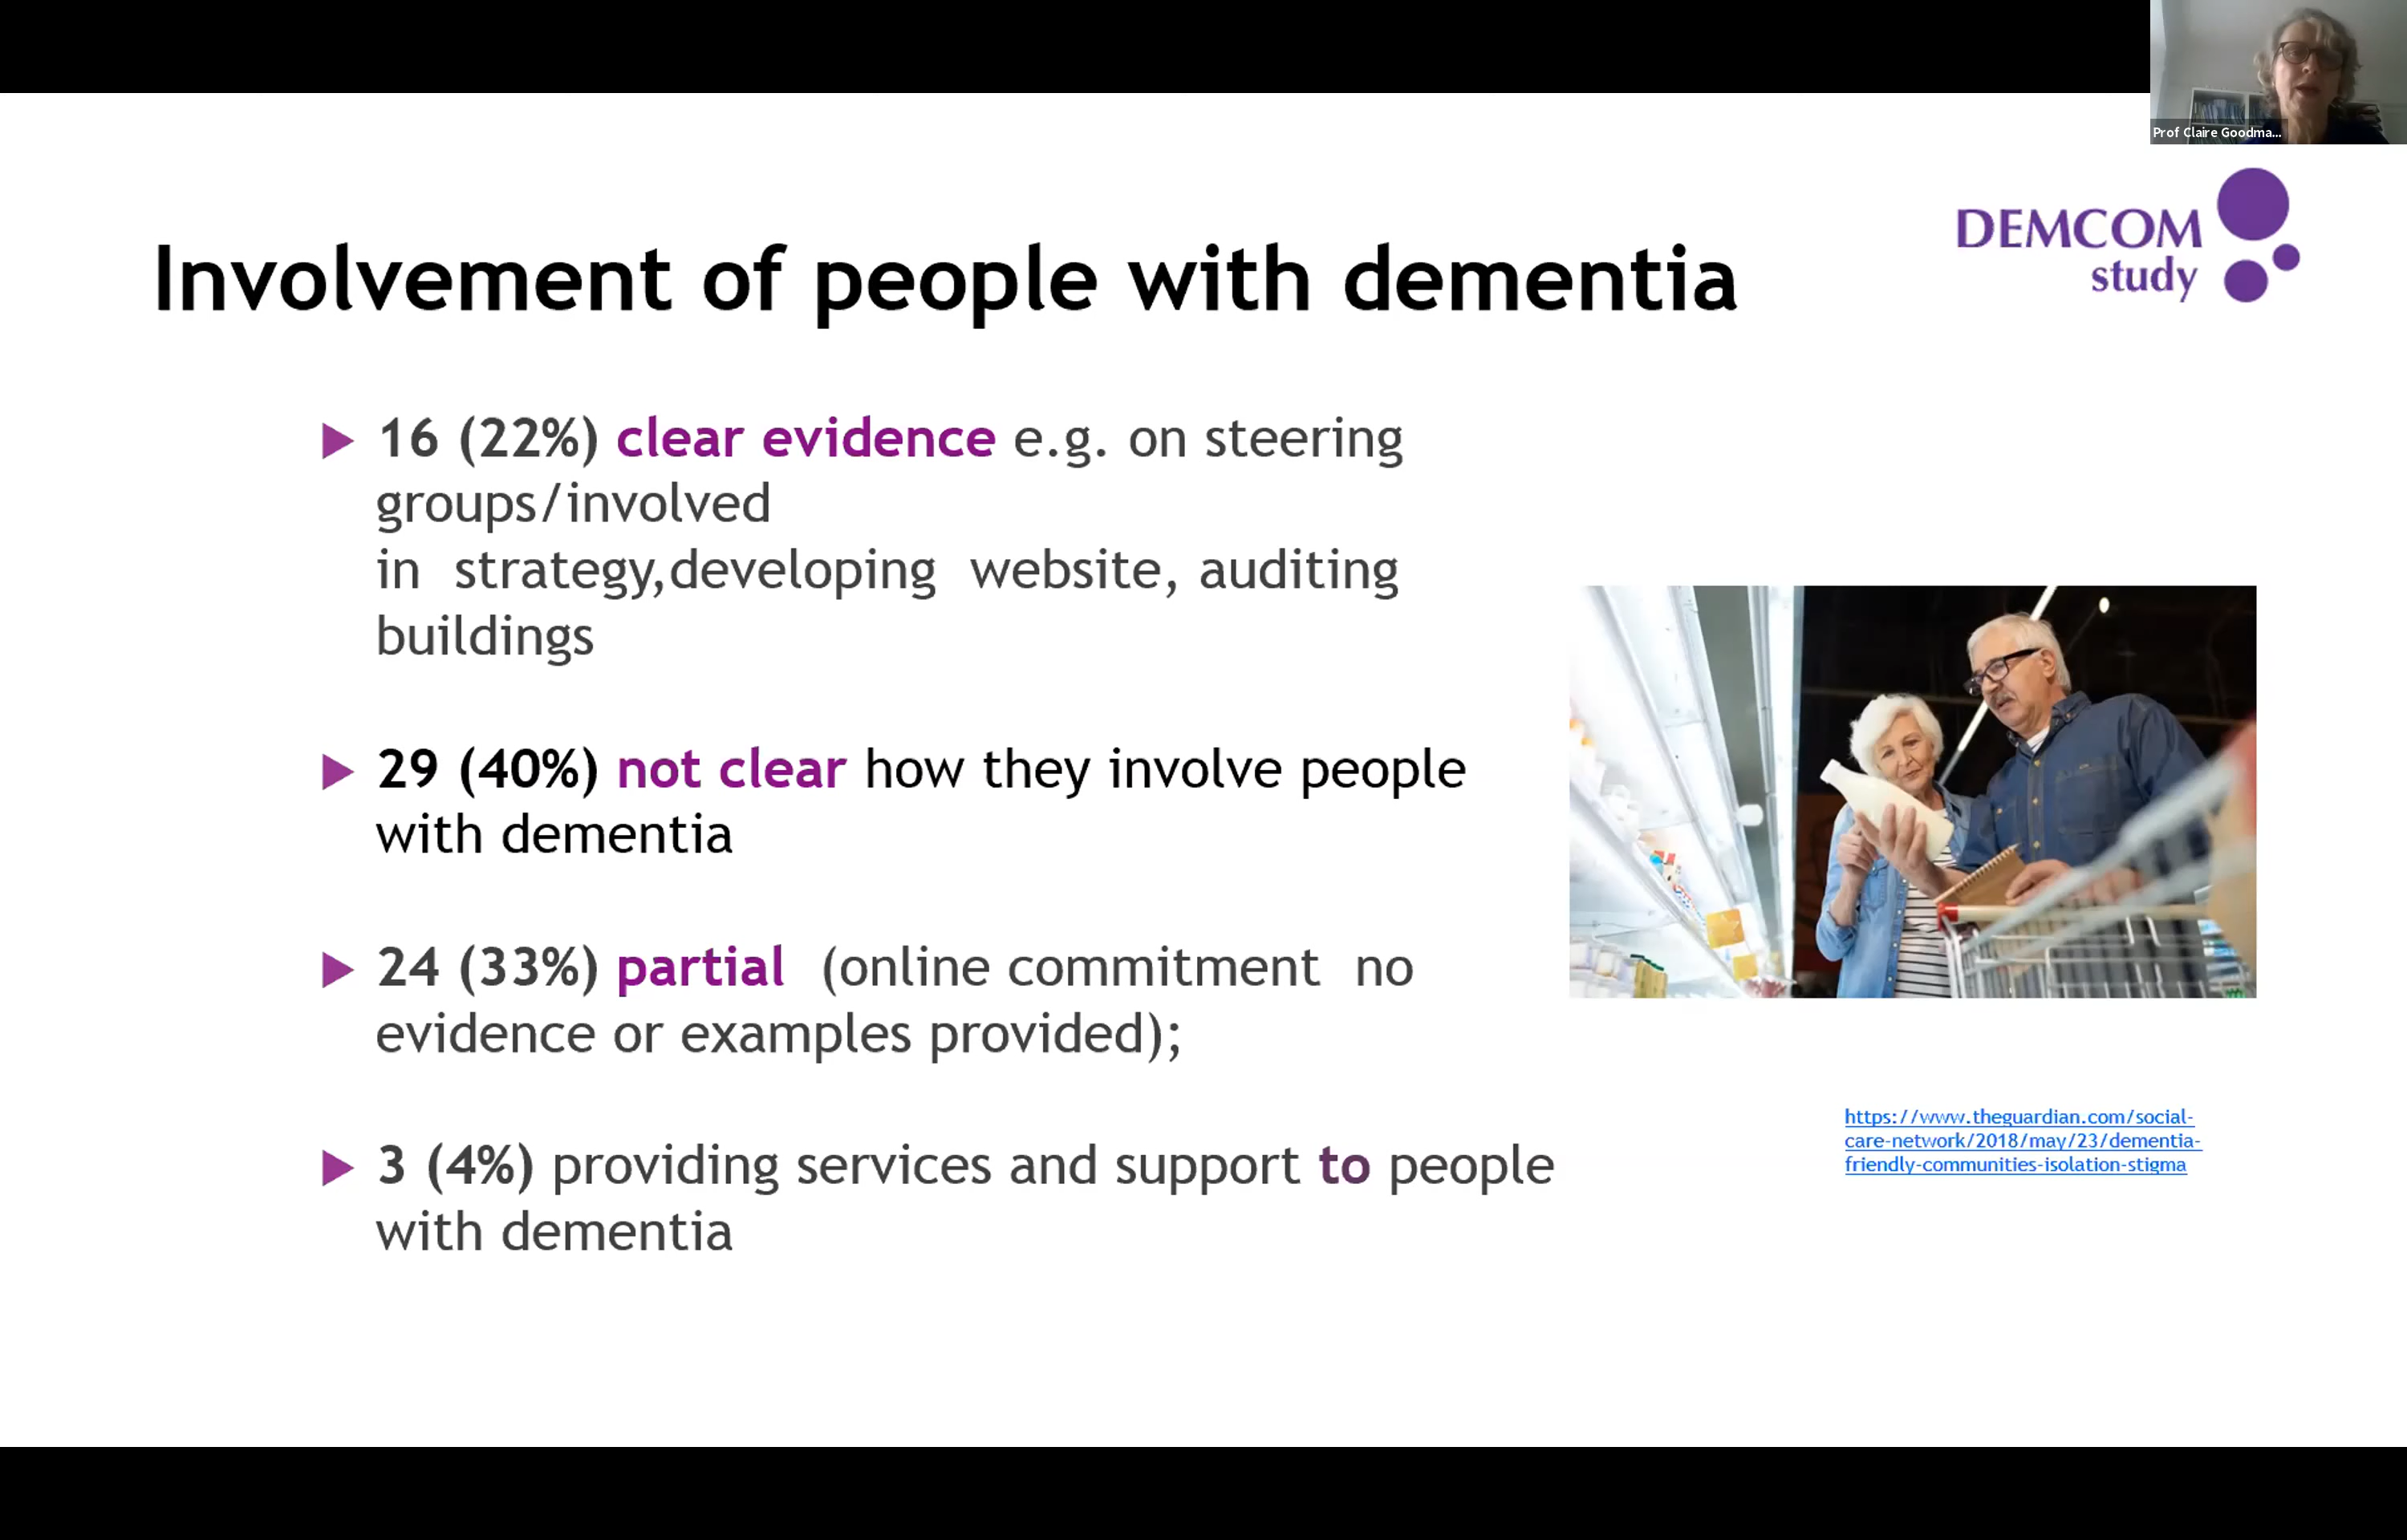 Prof Claire Goodma...
DEMCOM
study
Involvement of people with dementia
16 (22%) clear evidence e.g. on steering
groups/involved
in strategy,developing website, auditing
buildings
29 (40%) not clear how they involve people
with dementia
24 (33%) partial (online commitment no
evidence or examples provided);
3 (4%) providing services and support to people
with dementia
https://www.theguardian.com/social-
care-network/2018/may/23/dementia-
friendly-communities-isolation-stigma